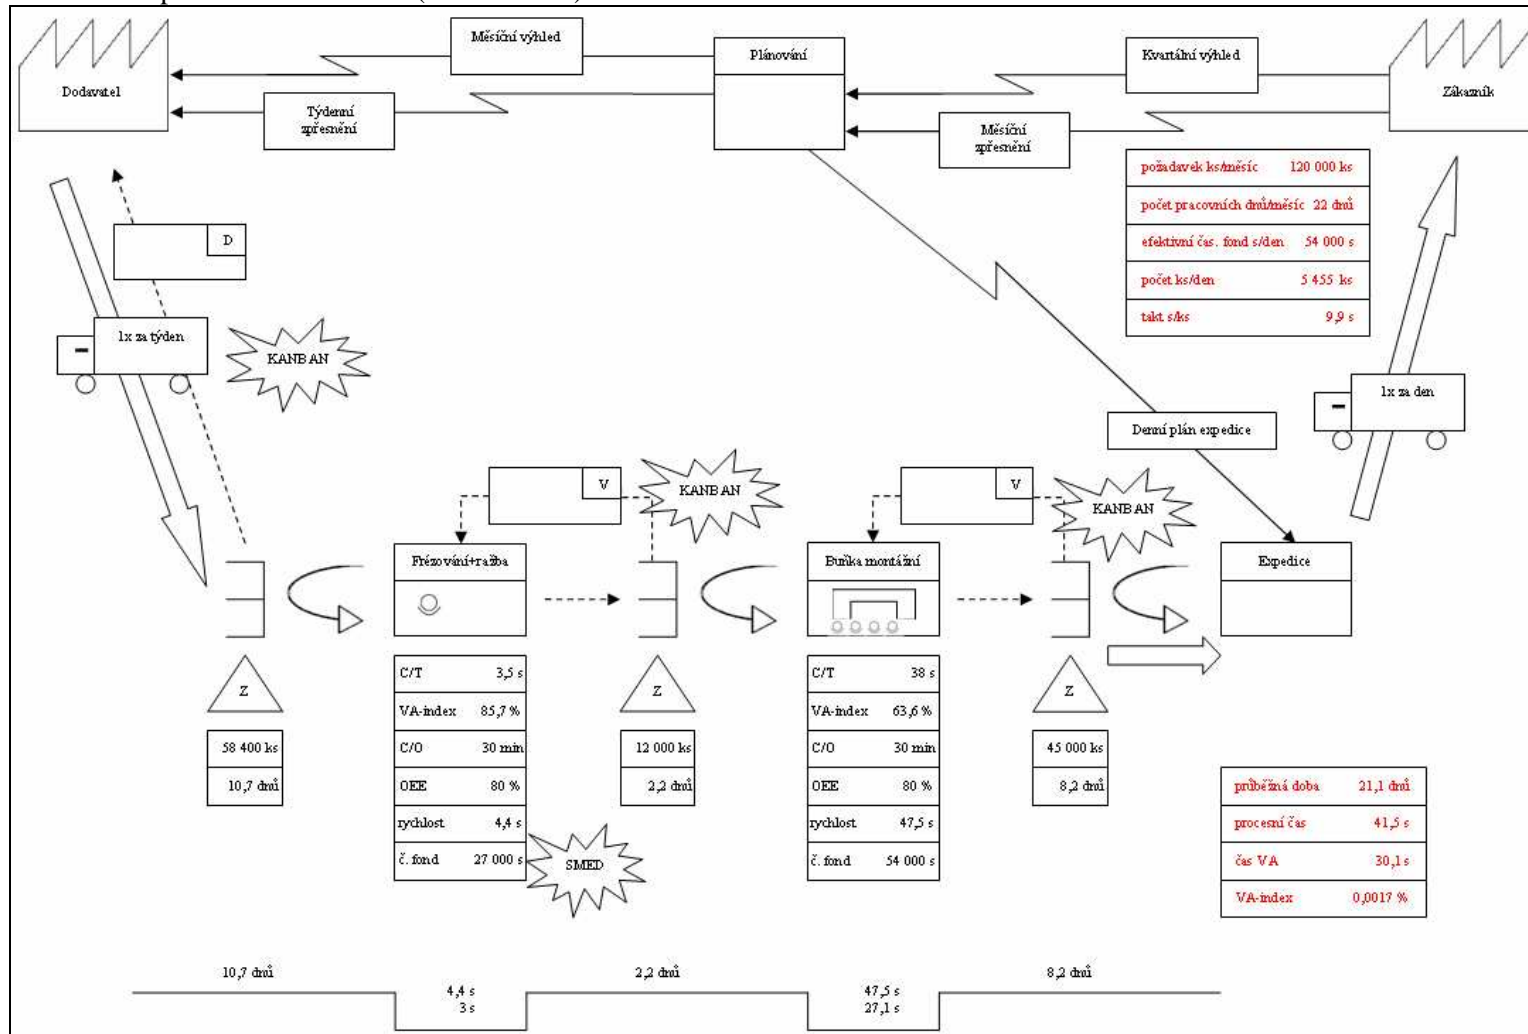 Měsíční výhled
Plánování
Kvartální výhled
Dodavatel
Zákazník
Týdenní
zpřesnění
Měsíční
zpřesnění
požadavek ks/měsíc 120 000 ks
počet pracovních dnů/měsíc 22 dnů
efektivní čas. fond s/den 54 000 s
počet ks/den 5 455 ks
takt s/ks 9,9 s
D
1x za týden
KANBAN
1x za den
Denní plán expedice
V
KANBAN
V
KANBAN
Frézování+ražba
Buňka montážní
Expedice
Z
Z
Z
58 400 ks
10,7 dnů
C/T 3,5 s
VA-index 85,7 %
C/O 30 min
OEE 80 %
rychlost 4,4 s
č. fond 27 000 s
SMED
12 000 ks
2,2 dnů
C/T 38 s
VA-index 63,6 %
C/O 30 min
OEE 80 %
rychlost 47,5 s
č. fond 54 000 s
45 000 ks
8,2 dnů
průběžná doba 21,1 dnů
procesní čas 41,5 s
čas VA 30,1s
VA-index 0,0017 %
10,7 dnů
4,4 s
3 s
2,2 dnů
47,5 s
27,1 s
8,2 dnů